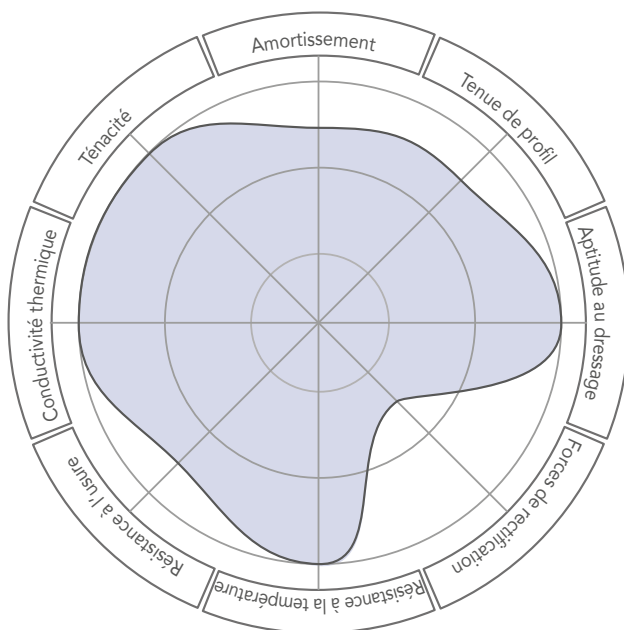 Amortissement
Tenue de profil
Aptitude au dressage
Forces de rectification
Résistance à la température
Résistance à l'usure
Conductivité thermique
Ténacité